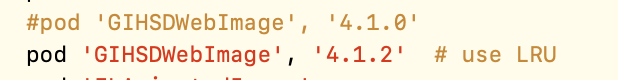 #pod 'GIHSDWebImage', '4.1.0'
pod 'GIHSDWebImage', '4.1.2'  # use LRU